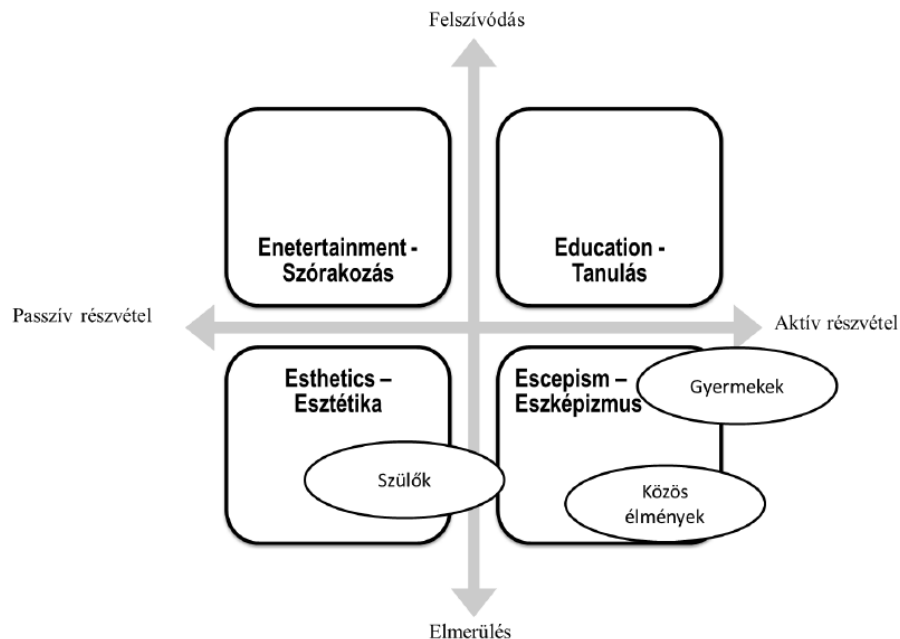 Felszívódás
Enetertainment -
Szórakozás
Education -
Tanulás
Passzív részvétel
Aktív részvétel
Esthetics –
Esztétika
Escepism –
Eszképizmus
Gyermekek
Szülők
Közös
élmények
Elmerülés